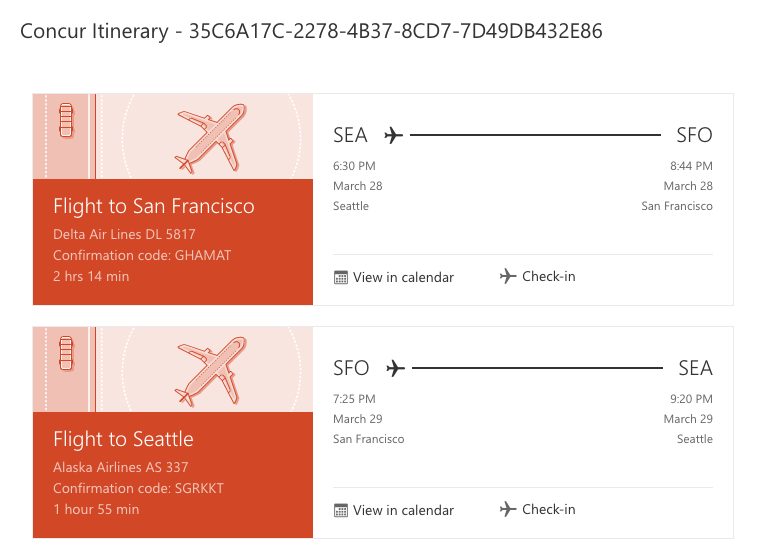 Concur Itinerary - 35C6A17C-2278-4B37-8CD7-7D49DB432E86
Flight to San Francisco
Delta Air Lines DL 5817
Confirmation code: GHAMAT
2 hrs 14 min
SEA SFO
6:30 PM 8:44 PM
March 28 March 28
Seattle San Francisco
View in calendar Check-in
Flight to Seattle
Alaska Airlines AS 337
Confirmation code: SGRKKT
1 hour 55 min
SFO SEA
7:25 PM 9:20 PM
March 29 March 29
San Francisco Seattle
View in calendar Check-in